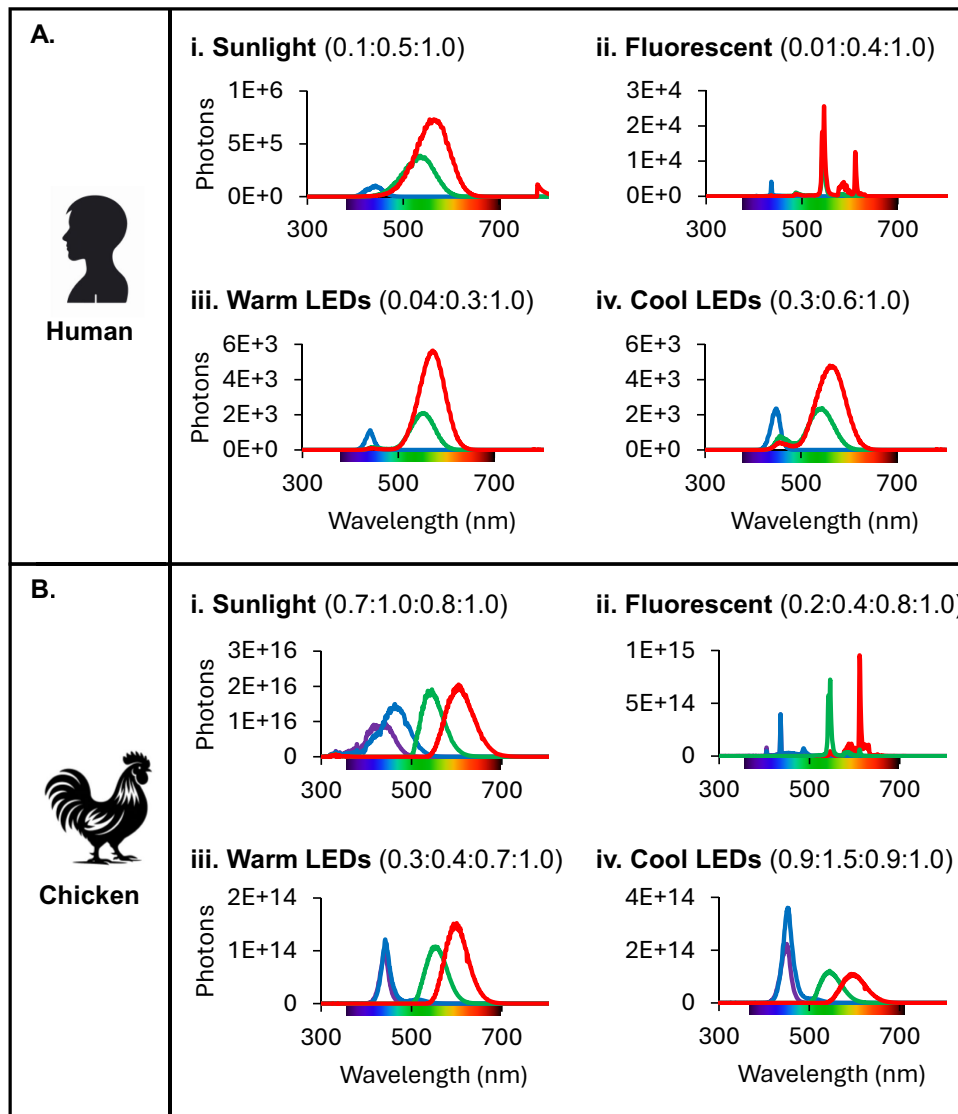 A.
Human
i. Sunlight (0.1:0.5:1.0)
1E+6
5E+5
0E+0
Photons
300 500 700
ii. Fluorescent (0.01:0.4:1.0)
3E+4
2E+4
1E+4
0E+0
300 500 700
iii. Warm LEDs (0.04:0.3:1.0)
6E+3
4E+3
2E+3
0E+0
Photons
300 500 700
Wavelength (nm)
iv. Cool LEDs (0.3:0.6:1.0)
6E+3
4E+3
2E+3
0E+0
300 500 700
Wavelength (nm)
B.
Chicken
i. Sunlight (0.7:1.0:0.8:1.0)
3E+16
2E+16
1E+16
0
Photons
300 500 700
ii. Fluorescent (0.2:0.4:0.8:1.0)
1E+15
5E+14
0
300 500 700
iii. Warm LEDs (0.3:0.4:0.7:1.0)
2E+14
1E+14
0
Photons
300 500 700
iv. Cool LEDs (0.9:1.5:0.9:1.0)
4E+14
2E+14
0
300 500 700